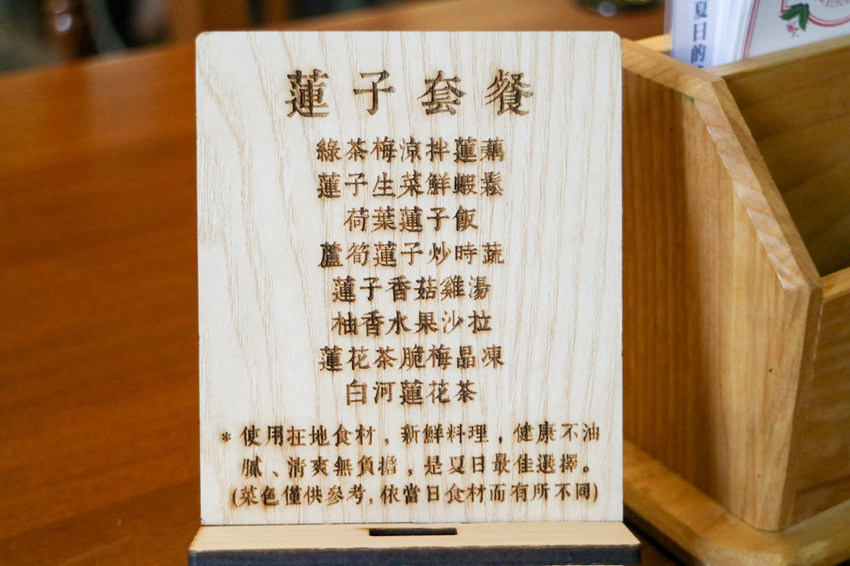 蓮子套餐
綠茶梅涼拌蓮藕
蓮子生菜鮮蝦鬆
荷葉蓮子飯
蘆筍蓮子炒時蔬
蓮子香菇雞湯
柚香水果沙拉
蓮花茶脆梅晶凍
白河蓮花茶
*使用在地食材,新鮮料理,健康不油
膩、清爽無負擔,是夏日最佳選擇。
(菜色僅供參考,依當日食材而有所不同)
夏日的